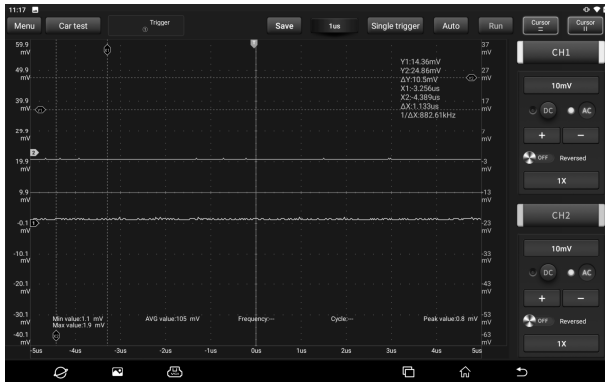 11:17
Menu Car test Trigger Save 1us Single trigger Auto Run Cursor Cursor
59.9 mV
49.9 mV
39.9 mV
29.9 mV
19.9 mV
9.9 mV
-0.1 mV
-10.1 mV
-20.1 mV
-30.1 mV
-40.1 mV
37 mV
27 mV
17 mV
7 mV
-3 mV
-13 mV
-23 mV
-33 mV
-43 mV
-53 mV
-63 mV
Y1:14.36mV
Y2:24.86mV
ΔY:10.5mV
X1:-3.256us
X2:-4.389us
ΔX:1.133us
1/ΔX:882.61kHz
Min value:1.1 mV AVG value:105 mV Frequency:--- Cycle:--- Peak value:0.8 mV
Max value:1.9 mV
-5us -4us -3us -2us -1us 0us 1us 2us 3us 4us 5us
CH1
10mV
DC AC
+ −
OFF Reversed
1X
CH2
10mV
DC AC
+ −
OFF Reversed
1X